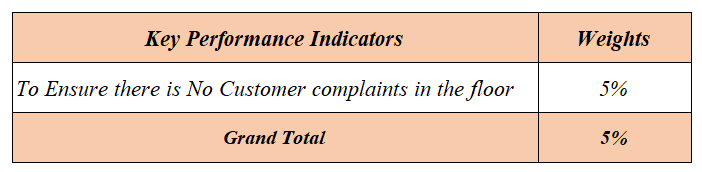 Key Performance Indicators Weights
To Ensure there is No Customer complaints in the floor 5%
Grand Total 5%